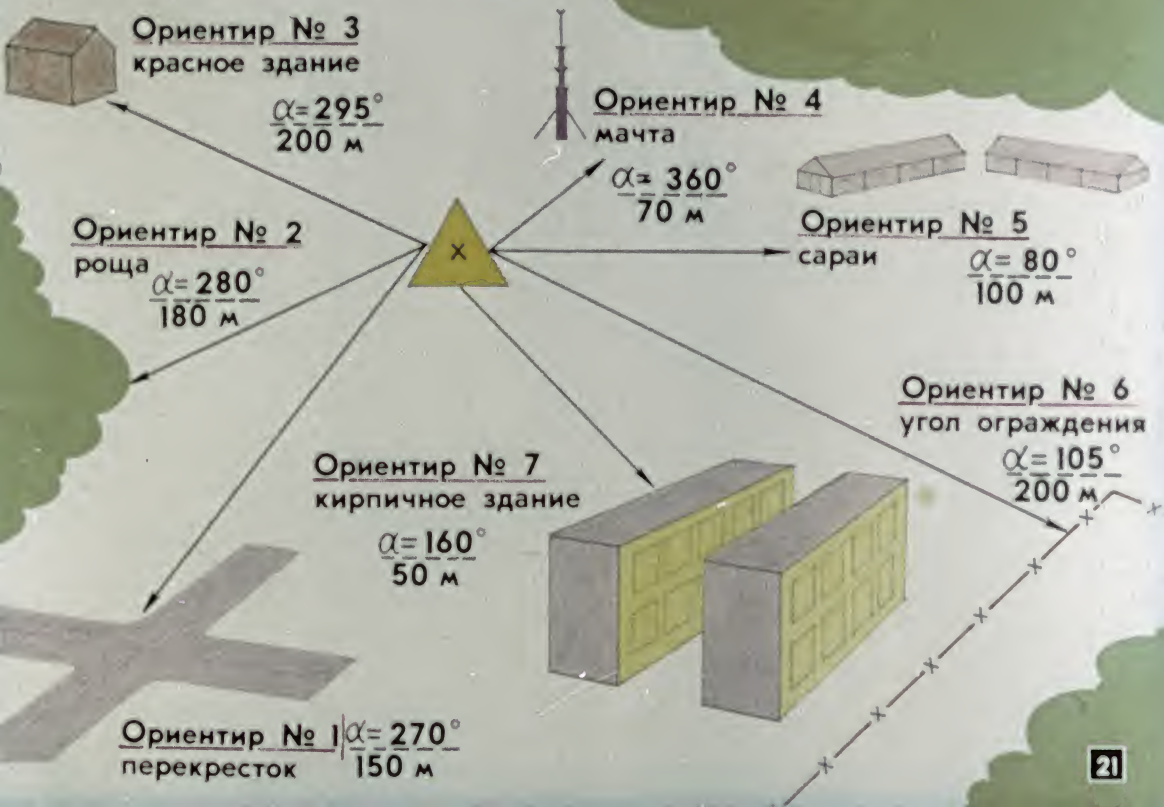 Ориентир № 3
красное здание
α= 295°
200 м
Ориентир № 4
мачта
α= 360°
70 м
Ориентир № 2
роща
α= 280°
180 м
Ориентир № 5
сараи
α= 80°
100 м
Ориентир № 6
угол ограждения
α= 105°
200 м
Ориентир № 7
кирпичное здание
α= 160°
50 м
Ориентир № 1 α= 270°
перекресток 150 м
21